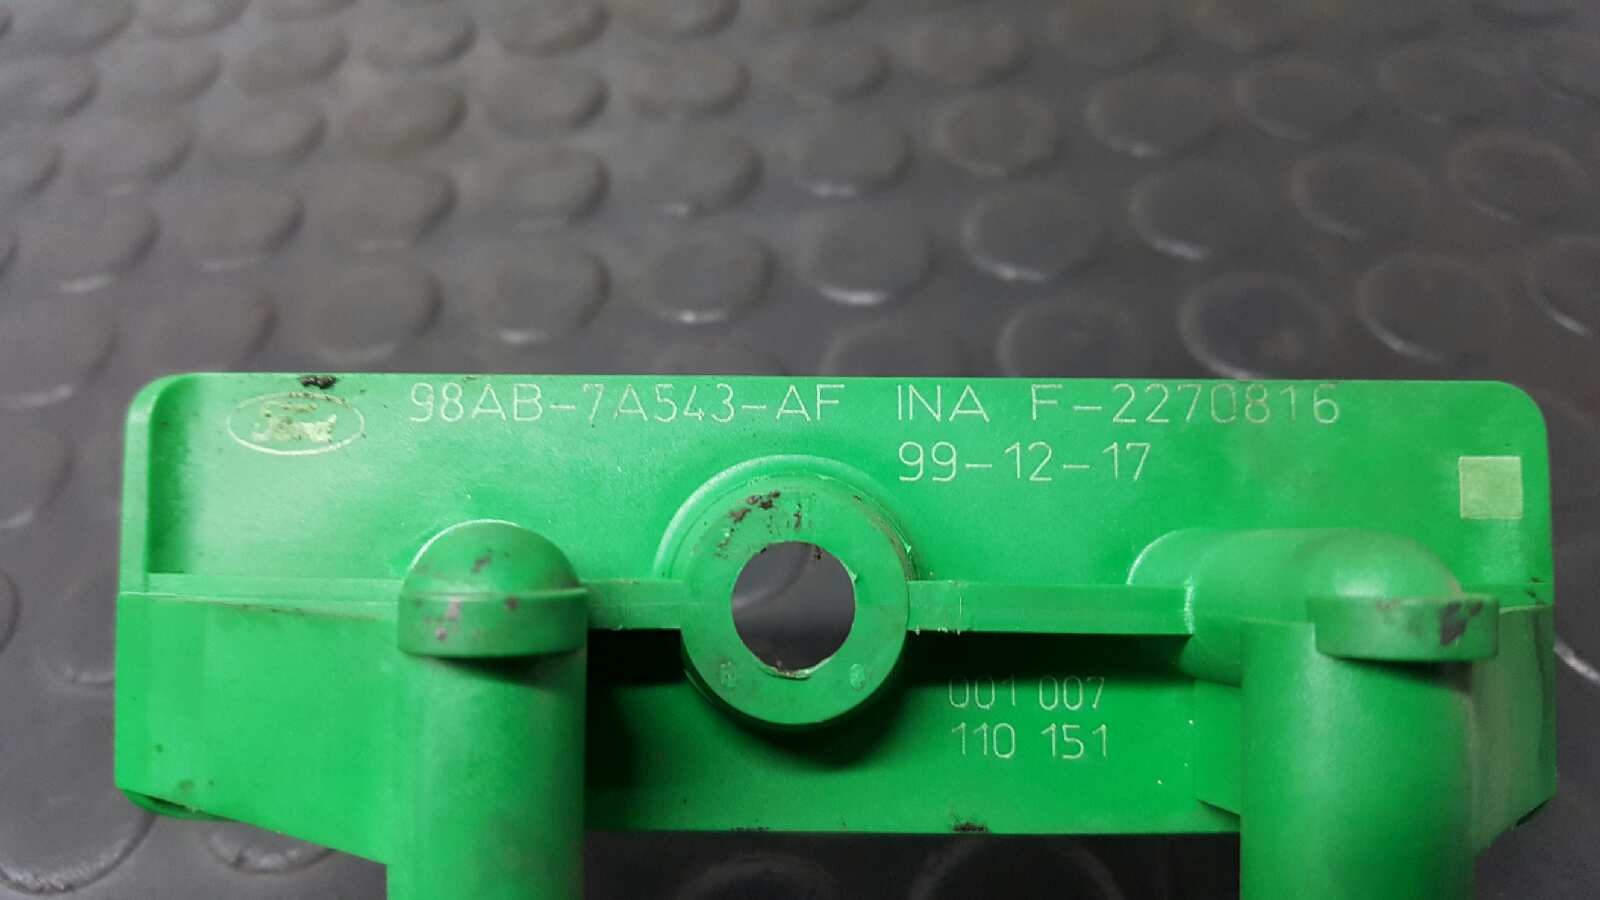 Ford 98AB-7A543-AF INA F-2270816
99-12-17
001 007
110 151